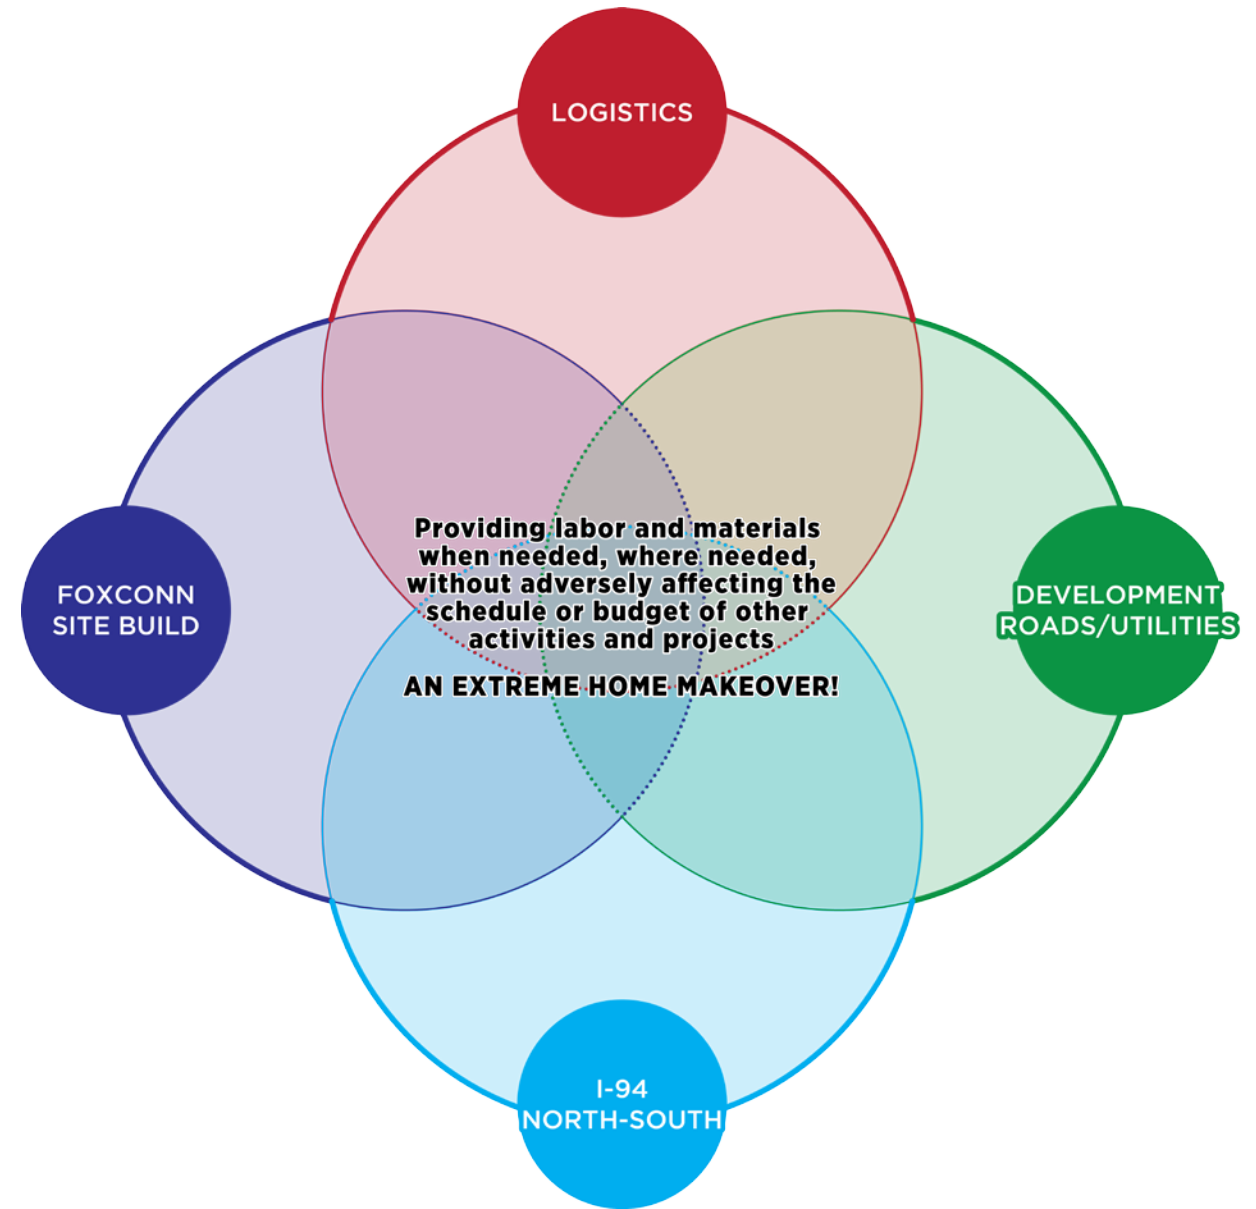 LOGISTICS
FOXCONN
SITE BUILD
Providing labor and materials
when needed, where needed,
without adversely affecting the
schedule or budget of other
activities and projects
AN EXTREME HOME MAKEOVER!
DEVELOPMENT
ROADS/UTILITIES
I-94
NORTH-SOUTH